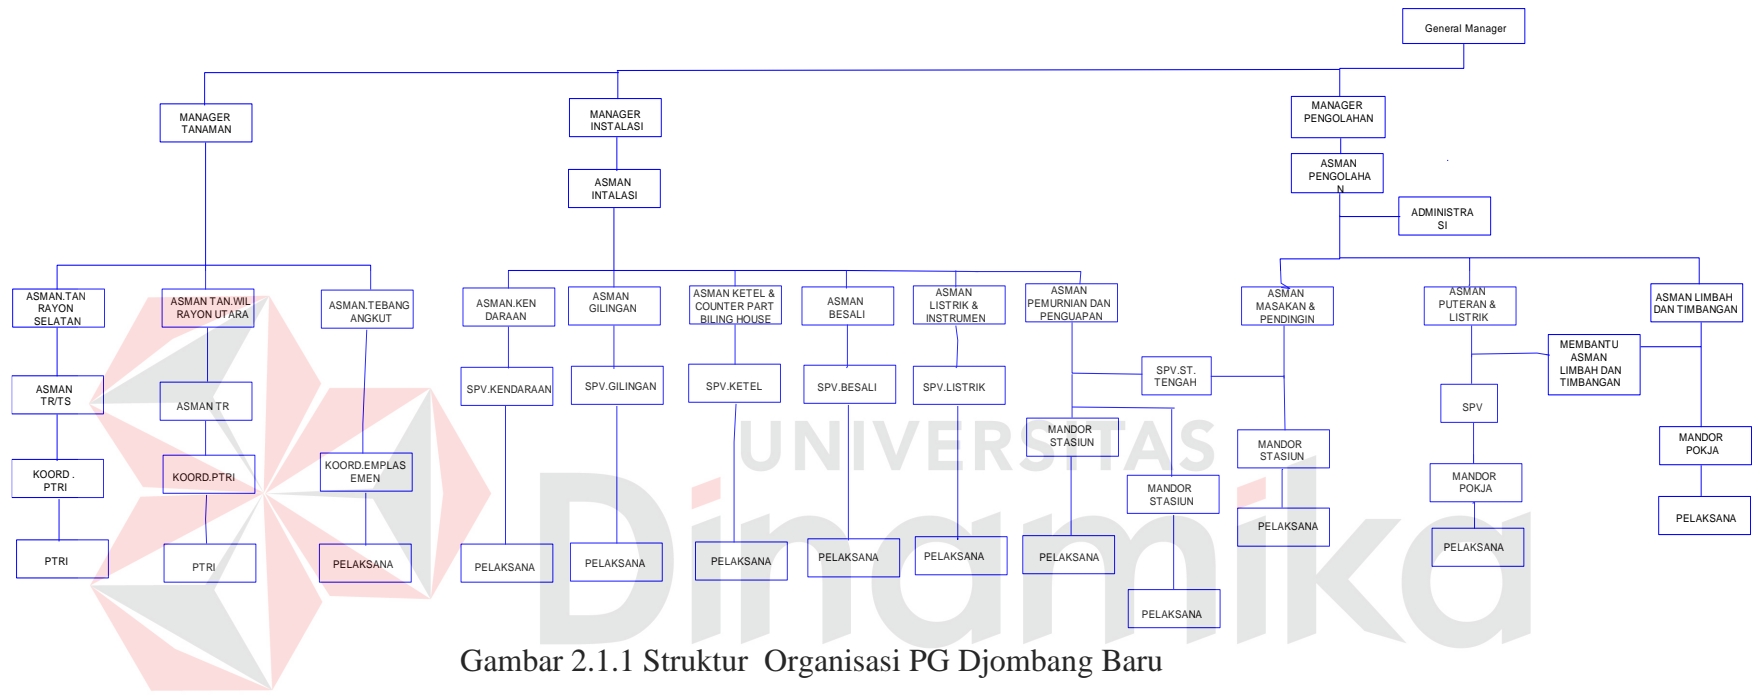 General Manager
MANAGER
TANAMAN
MANAGER
INSTALASI
MANAGER
PENGOLAHAN
ASMAN
INTALASI
ASMAN
PENGOLAHA
N
ADMINISTRA
SI
ASMAN.TAN
RAYON
SELATAN
ASMAN TAN.WIL
RAYON UTARA
ASMAN.TEBANG
ANGKUT
ASMAN.KEN
DARAAN
ASMAN
GILINGAN
ASMAN KETEL &
COUNTER PART
BILING HOUSE
ASMAN
BESALI
ASMAN
LISTRIK &
INSTRUMEN
ASMAN
PEMURNIAN DAN
PENGUAPAN
ASMAN
MASAKAN &
PENDINGIN
ASMAN
PUTERAN &
LISTRIK
ASMAN LIMBAH
DAN TIMBANGAN
MEMBANTU
ASMAN
LIMBAH DAN
TIMBANGAN
ASMAN
TR/TS
ASMAN TR
SPV.KENDARAAN
SPV.GILINGAN
SPV.KETEL
SPV.BESALI
SPV.LISTRIK
SPV.ST.
TENGAH
SPV
KOORD .
PTRI
KOORD.PTRI
KOORD.EMPLAS
EMEN
MANDOR
STASIUN
MANDOR
STASIUN
MANDOR
STASIUN
MANDOR
POKJA
MANDOR
POKJA
PTRI
PTRI
PELAKSANA
PELAKSANA
PELAKSANA
PELAKSANA
PELAKSANA
PELAKSANA
PELAKSANA
PELAKSANA
PELAKSANA
PELAKSANA
PELAKSANA
UNIVERSITAS
Dinamika
Gambar 2.1.1 Struktur  Organisasi PG Djombang Baru